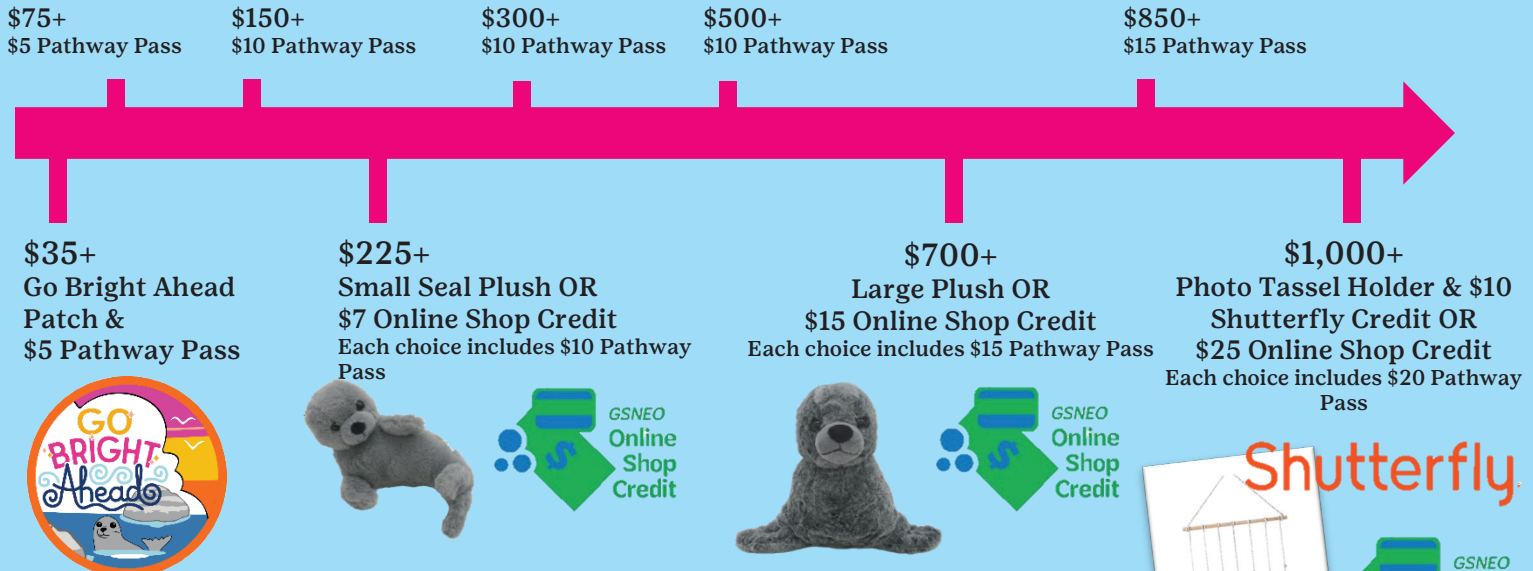 $75+
$5 Pathway Pass
$150+
$10 Pathway Pass
$300+
$10 Pathway Pass
$500+
$10 Pathway Pass
$850+
$15 Pathway Pass
$35+
Go Bright Ahead
Patch &
$5 Pathway Pass
GO
BRIGHT
Ahead
$225+
Small Seal Plush OR
$7 Online Shop Credit
Each choice includes $10 Pathway
Pass
GSNEO
Online
Shop
Credit
$
$700+
Large Plush OR
$15 Online Shop Credit
Each choice includes $15 Pathway Pass
GSNEO
Online
Shop
Credit
$
$1,000+
Photo Tassel Holder & $10
Shutterfly Credit OR
$25 Online Shop Credit
Each choice includes $20 Pathway
Pass
Shutterfly
GSNEO